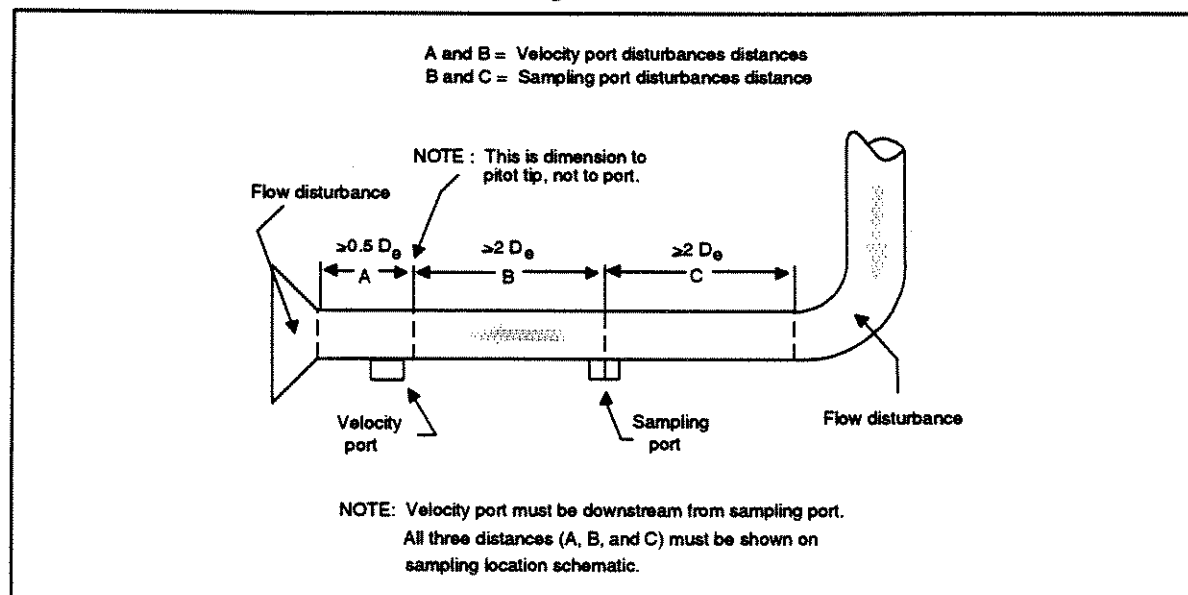 A and B = Velocity port disturbances distances
B and C = Sampling port disturbances distance
NOTE : This is dimension to
pitot tip, not to port.
Flow disturbance
≥0.5 De
≥2 De
≥2 De
A
B
C
Velocity
port
Sampling
port
Flow disturbance
NOTE: Velocity port must be downstream from sampling port.
All three distances (A, B, and C) must be shown on
sampling location schematic.